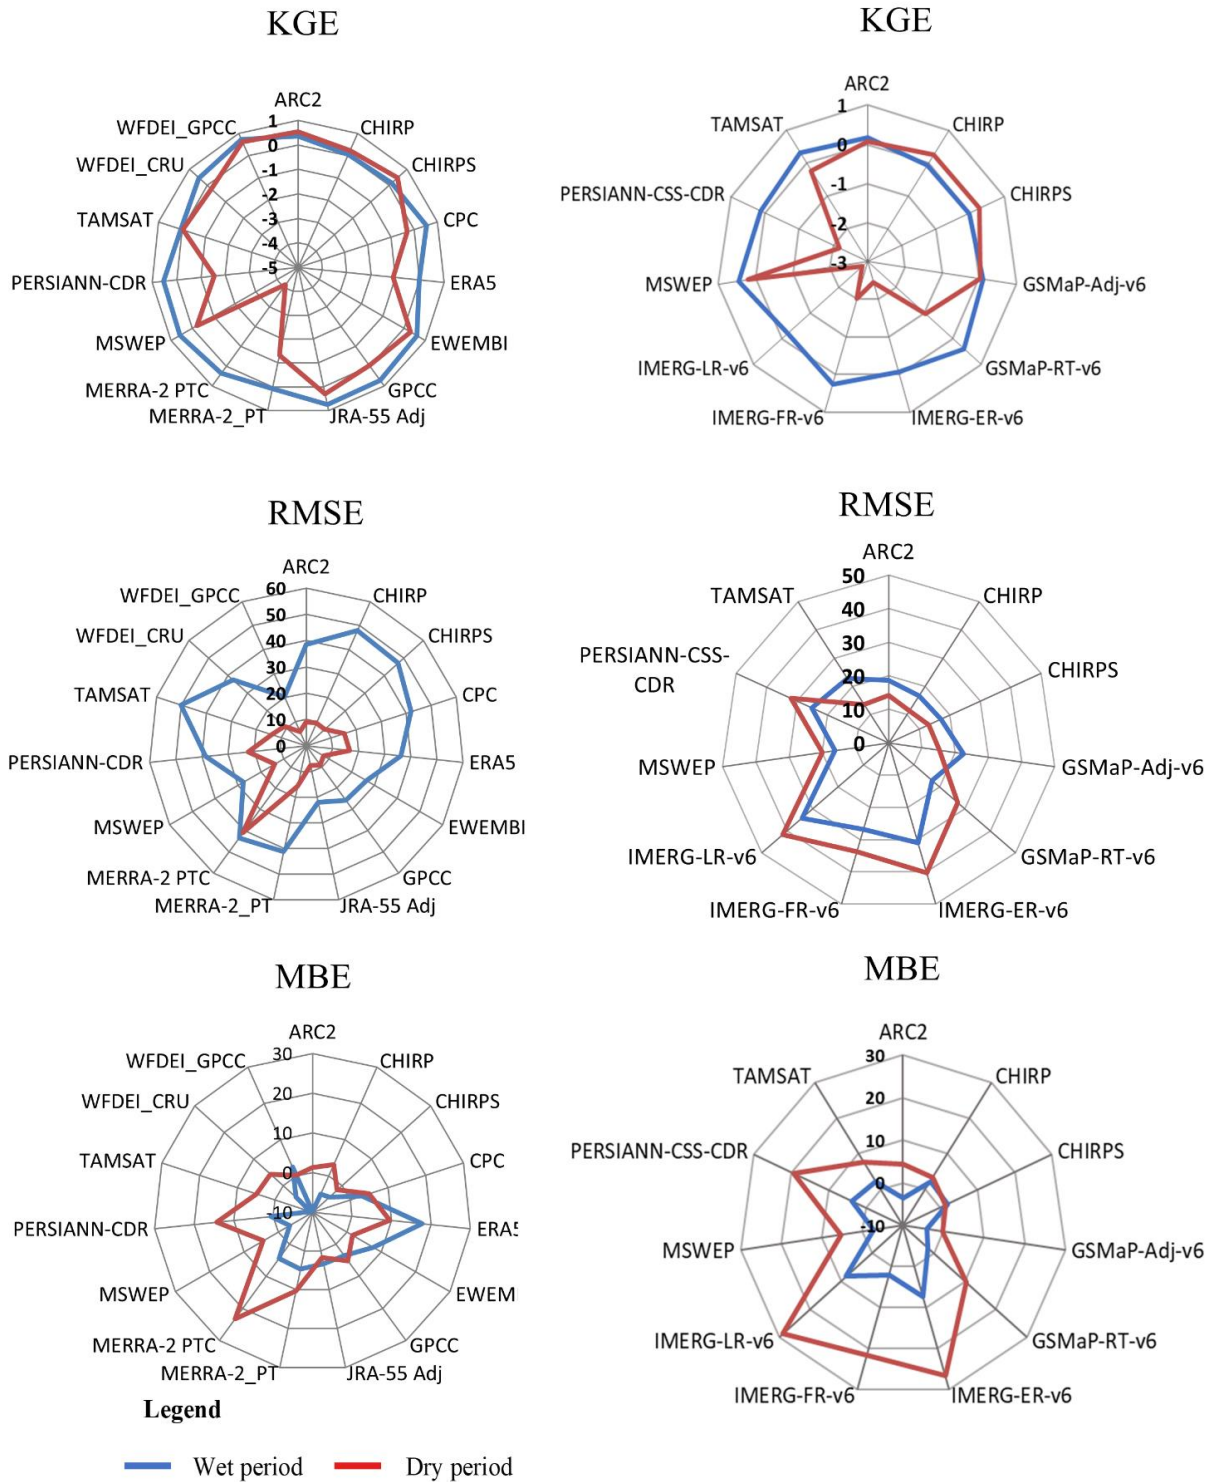 KGE
KGE
ARC2
1
0
-1
-2
-3
-4
-5
CHIRP
CHIRPS
CPC
ERA5
EWEMBI
GPCC
JRA-55 Adj
MERRA-2_PT
MERRA-2 PTC
MSWEP
PERSIANN-CDR
TAMSAT
WFDEI_CRU
WFDEI_GPCC
ARC2
1
0
-1
-2
-3
CHIRP
CHIRPS
GSMaP-Adj-v6
GSMaP-RT-v6
IMERG-ER-v6
IMERG-FR-v6
IMERG-LR-v6
MSWEP
PERSIANN-CSS-CDR
TAMSAT
RMSE
RMSE
ARC2
60
50
40
30
20
10
0
CHIRP
CHIRPS
CPC
ERA5
EWEMBI
GPCC
JRA-55 Adj
MERRA-2_PT
MERRA-2 PTC
MSWEP
PERSIANN-CDR
TAMSAT
WFDEI_CRU
WFDEI_GPCC
ARC2
50
40
30
20
10
0
CHIRP
CHIRPS
GSMaP-Adj-v6
GSMaP-RT-v6
IMERG-ER-v6
IMERG-FR-v6
IMERG-LR-v6
MSWEP
PERSIANN-CSS-
CDR
TAMSAT
MBE
MBE
ARC2
30
20
10
0
-10
CHIRP
CHIRPS
CPC
ERA5
EWEM
GPCC
JRA-55 Adj
MERRA-2_PT
MERRA-2 PTC
MSWEP
PERSIANN-CDR
TAMSAT
WFDEI_CRU
WFDEI_GPCC
ARC2
30
20
10
0
-10
CHIRP
CHIRPS
GSMaP-Adj-v6
GSMaP-RT-v6
IMERG-ER-v6
IMERG-FR-v6
IMERG-LR-v6
MSWEP
PERSIANN-CSS-CDR
TAMSAT
Legend
Wet period
Dry period